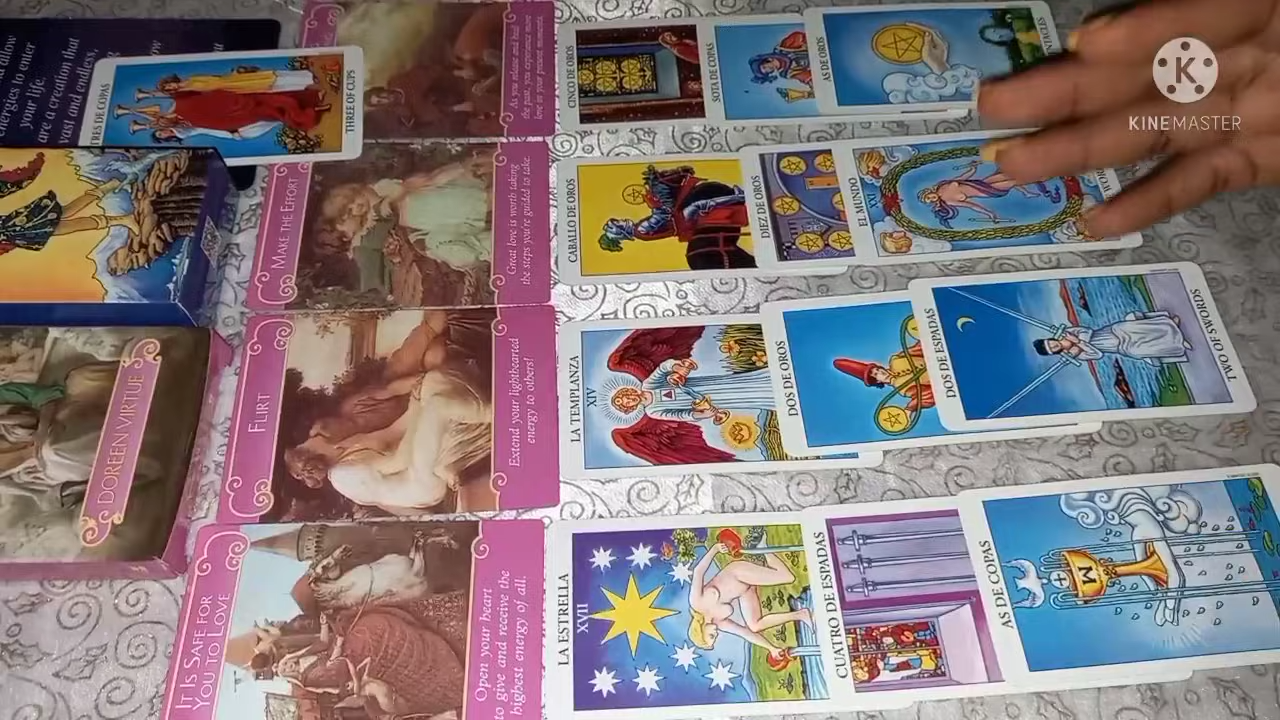 d allow
energies to enter
your life.
are a creation that
vast and endless,
TRES DE COPAS
THREE OF CUPS
As you release and heal
the past, you experience more
love in your present moments.
CINCO DE OROS
SOTA DE COPAS
AS DE OROS
KINEMASTER
MAKE THE EFFORT
Great love is worth taking
the steps you're guided to take.
CABALLO DE OROS
DIEZ DE OROS
EL MUNDO
XXI
FLIRT
Extend your lighthearted
energy to others!
LA TEMPLANZA
XIV
DOS DE OROS
DOS DE ESPADAS
TWO OF SWORDS
DOREEN VIRTUE
IT IS SAFE FOR
YOU TO LOVE
Open your heart
to give and receive the
highest energy of all.
LA ESTRELLA
XVII
CUATRO DE ESPADAS
AS DE COPAS